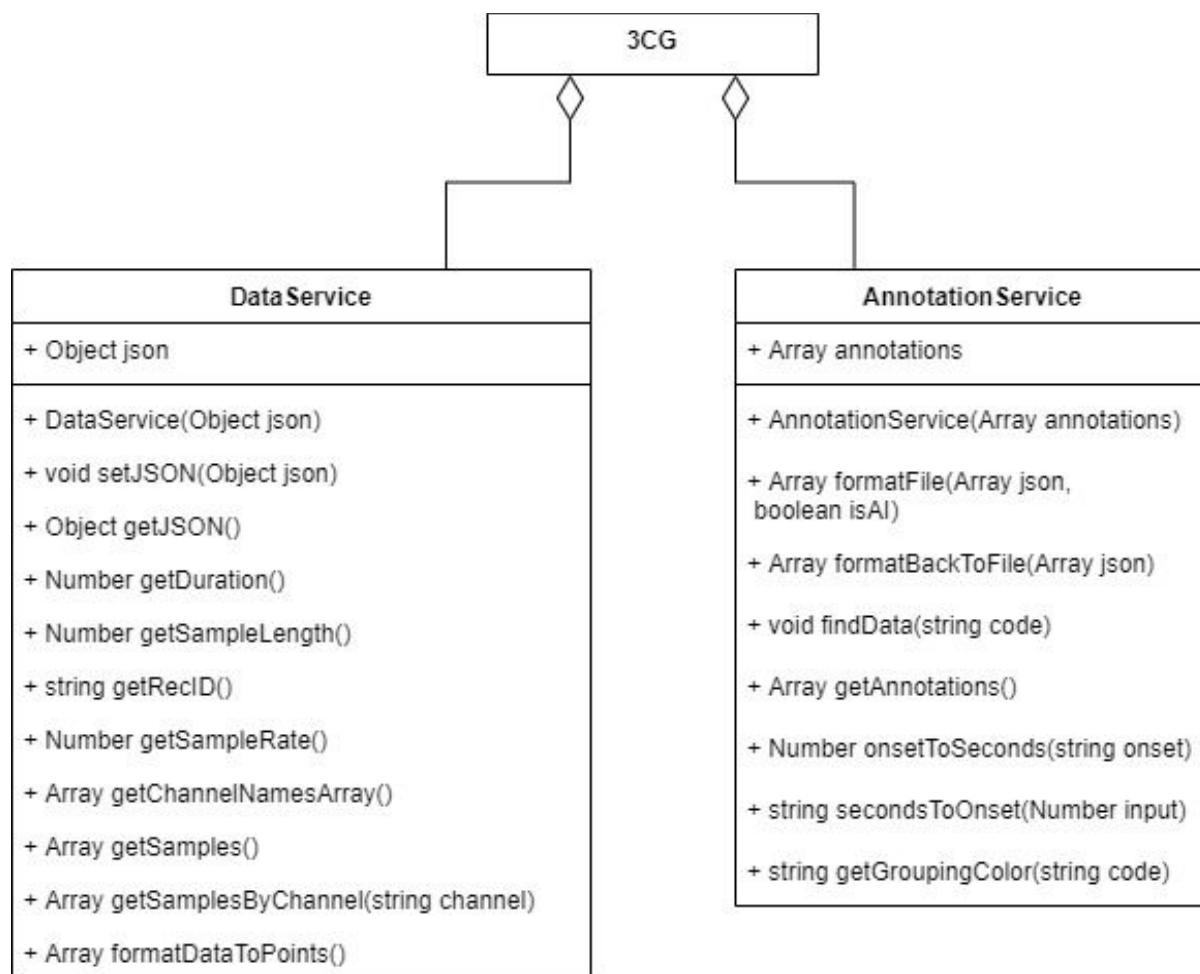 3CG
DataService
+ Object json
+ DataService(Object json)
+ void setJSON(Object json)
+ Object getJSON()
+ Number getDuration()
+ Number getSampleLength()
+ string getRecID()
+ Number getSampleRate()
+ Array getChannelNamesArray()
+ Array getSamples()
+ Array getSamplesByChannel(string channel)
+ Array formatDataToPoints()
AnnotationService
+ Array annotations
+ AnnotationService(Array annotations)
+ Array formatFile(Array json,
boolean isAI)
+ Array formatBackToFile(Array json)
+ void findData(string code)
+ Array getAnnotations()
+ Number onsetToSeconds(string onset)
+ string secondsToOnset(Number input)
+ string getGroupingColor(string code)